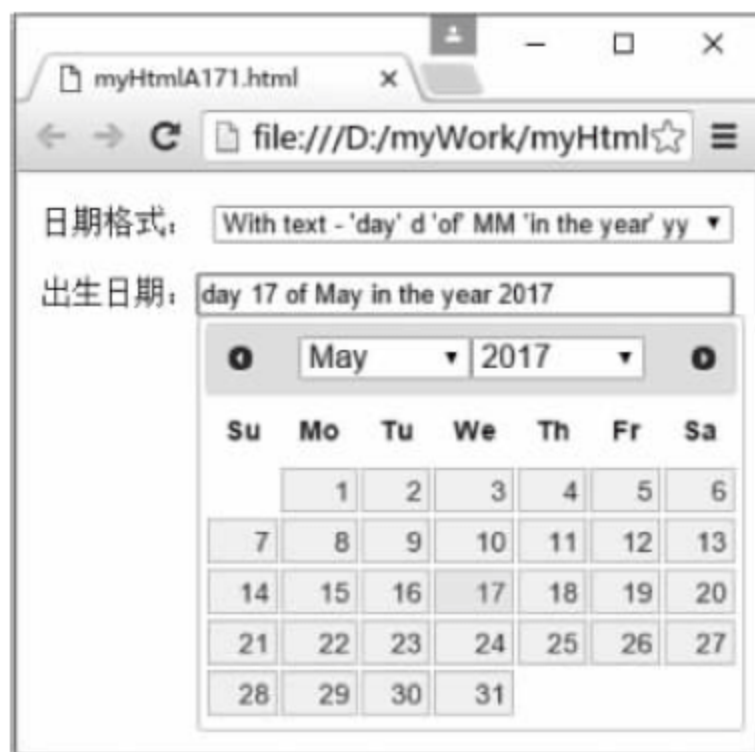 myHtmlA171.html
file:///D:/myWork/myHtml
日期格式： With text - 'day' d 'of' MM 'in the year' yy
出生日期： day 17 of May in the year 2017
May 2017
Su Mo Tu We Th Fr Sa
1 2 3 4 5 6
7 8 9 10 11 12 13
14 15 16 17 18 19 20
21 22 23 24 25 26 27
28 29 30 31